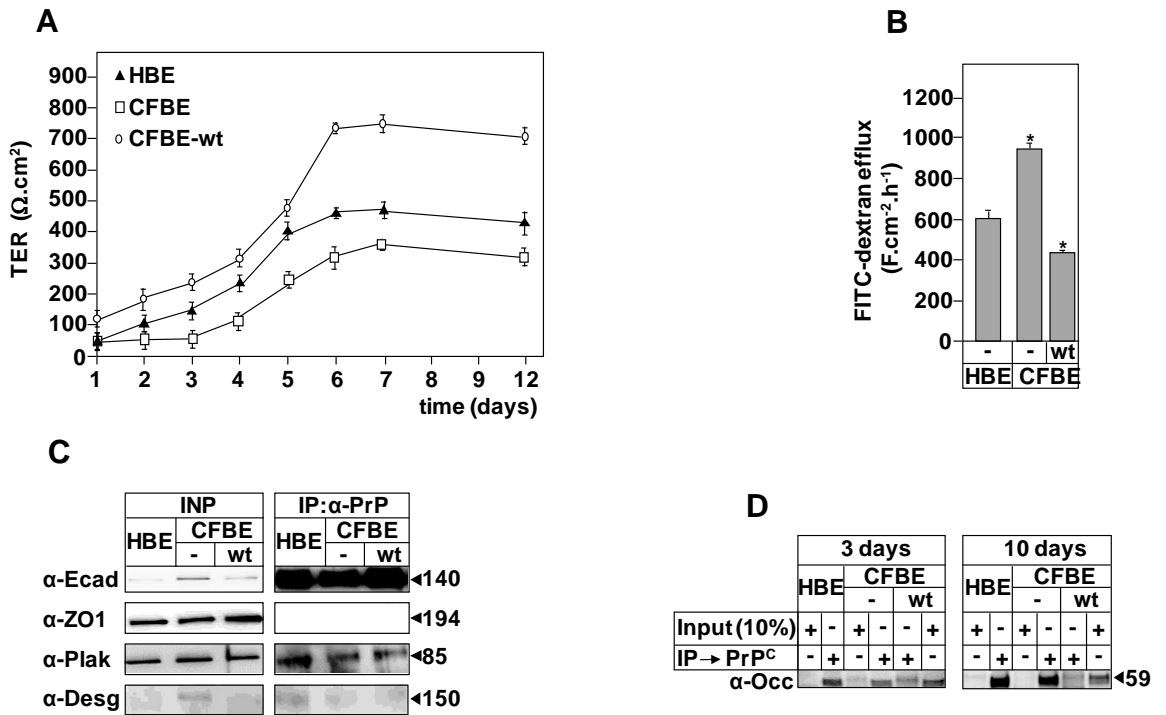 A
900
800
700
600
500
400
300
200
100
0
TER (Ω.cm²)
HBE
CFBE
CFBE-wt
1 2 3 4 5 6 7 8 9 12
time (days)
B
1200
1000
800
600
400
200
0
FITC-dextran efflux
(F.cm⁻².h⁻¹)
*
*
- - wt
HBE CFBE
C
INP IP:α-PrP
HBE CFBE HBE CFBE
- wt - wt
α-Ecad 140
α-ZO1 194
α-Plak 85
α-Desg 150
D
3 days 10 days
HBE CFBE HBE CFBE
- wt - wt
Input (10%) + - + - - + + - + - - +
IP→PrPᶜ - + - + + - - + - + + -
α-Occ 59